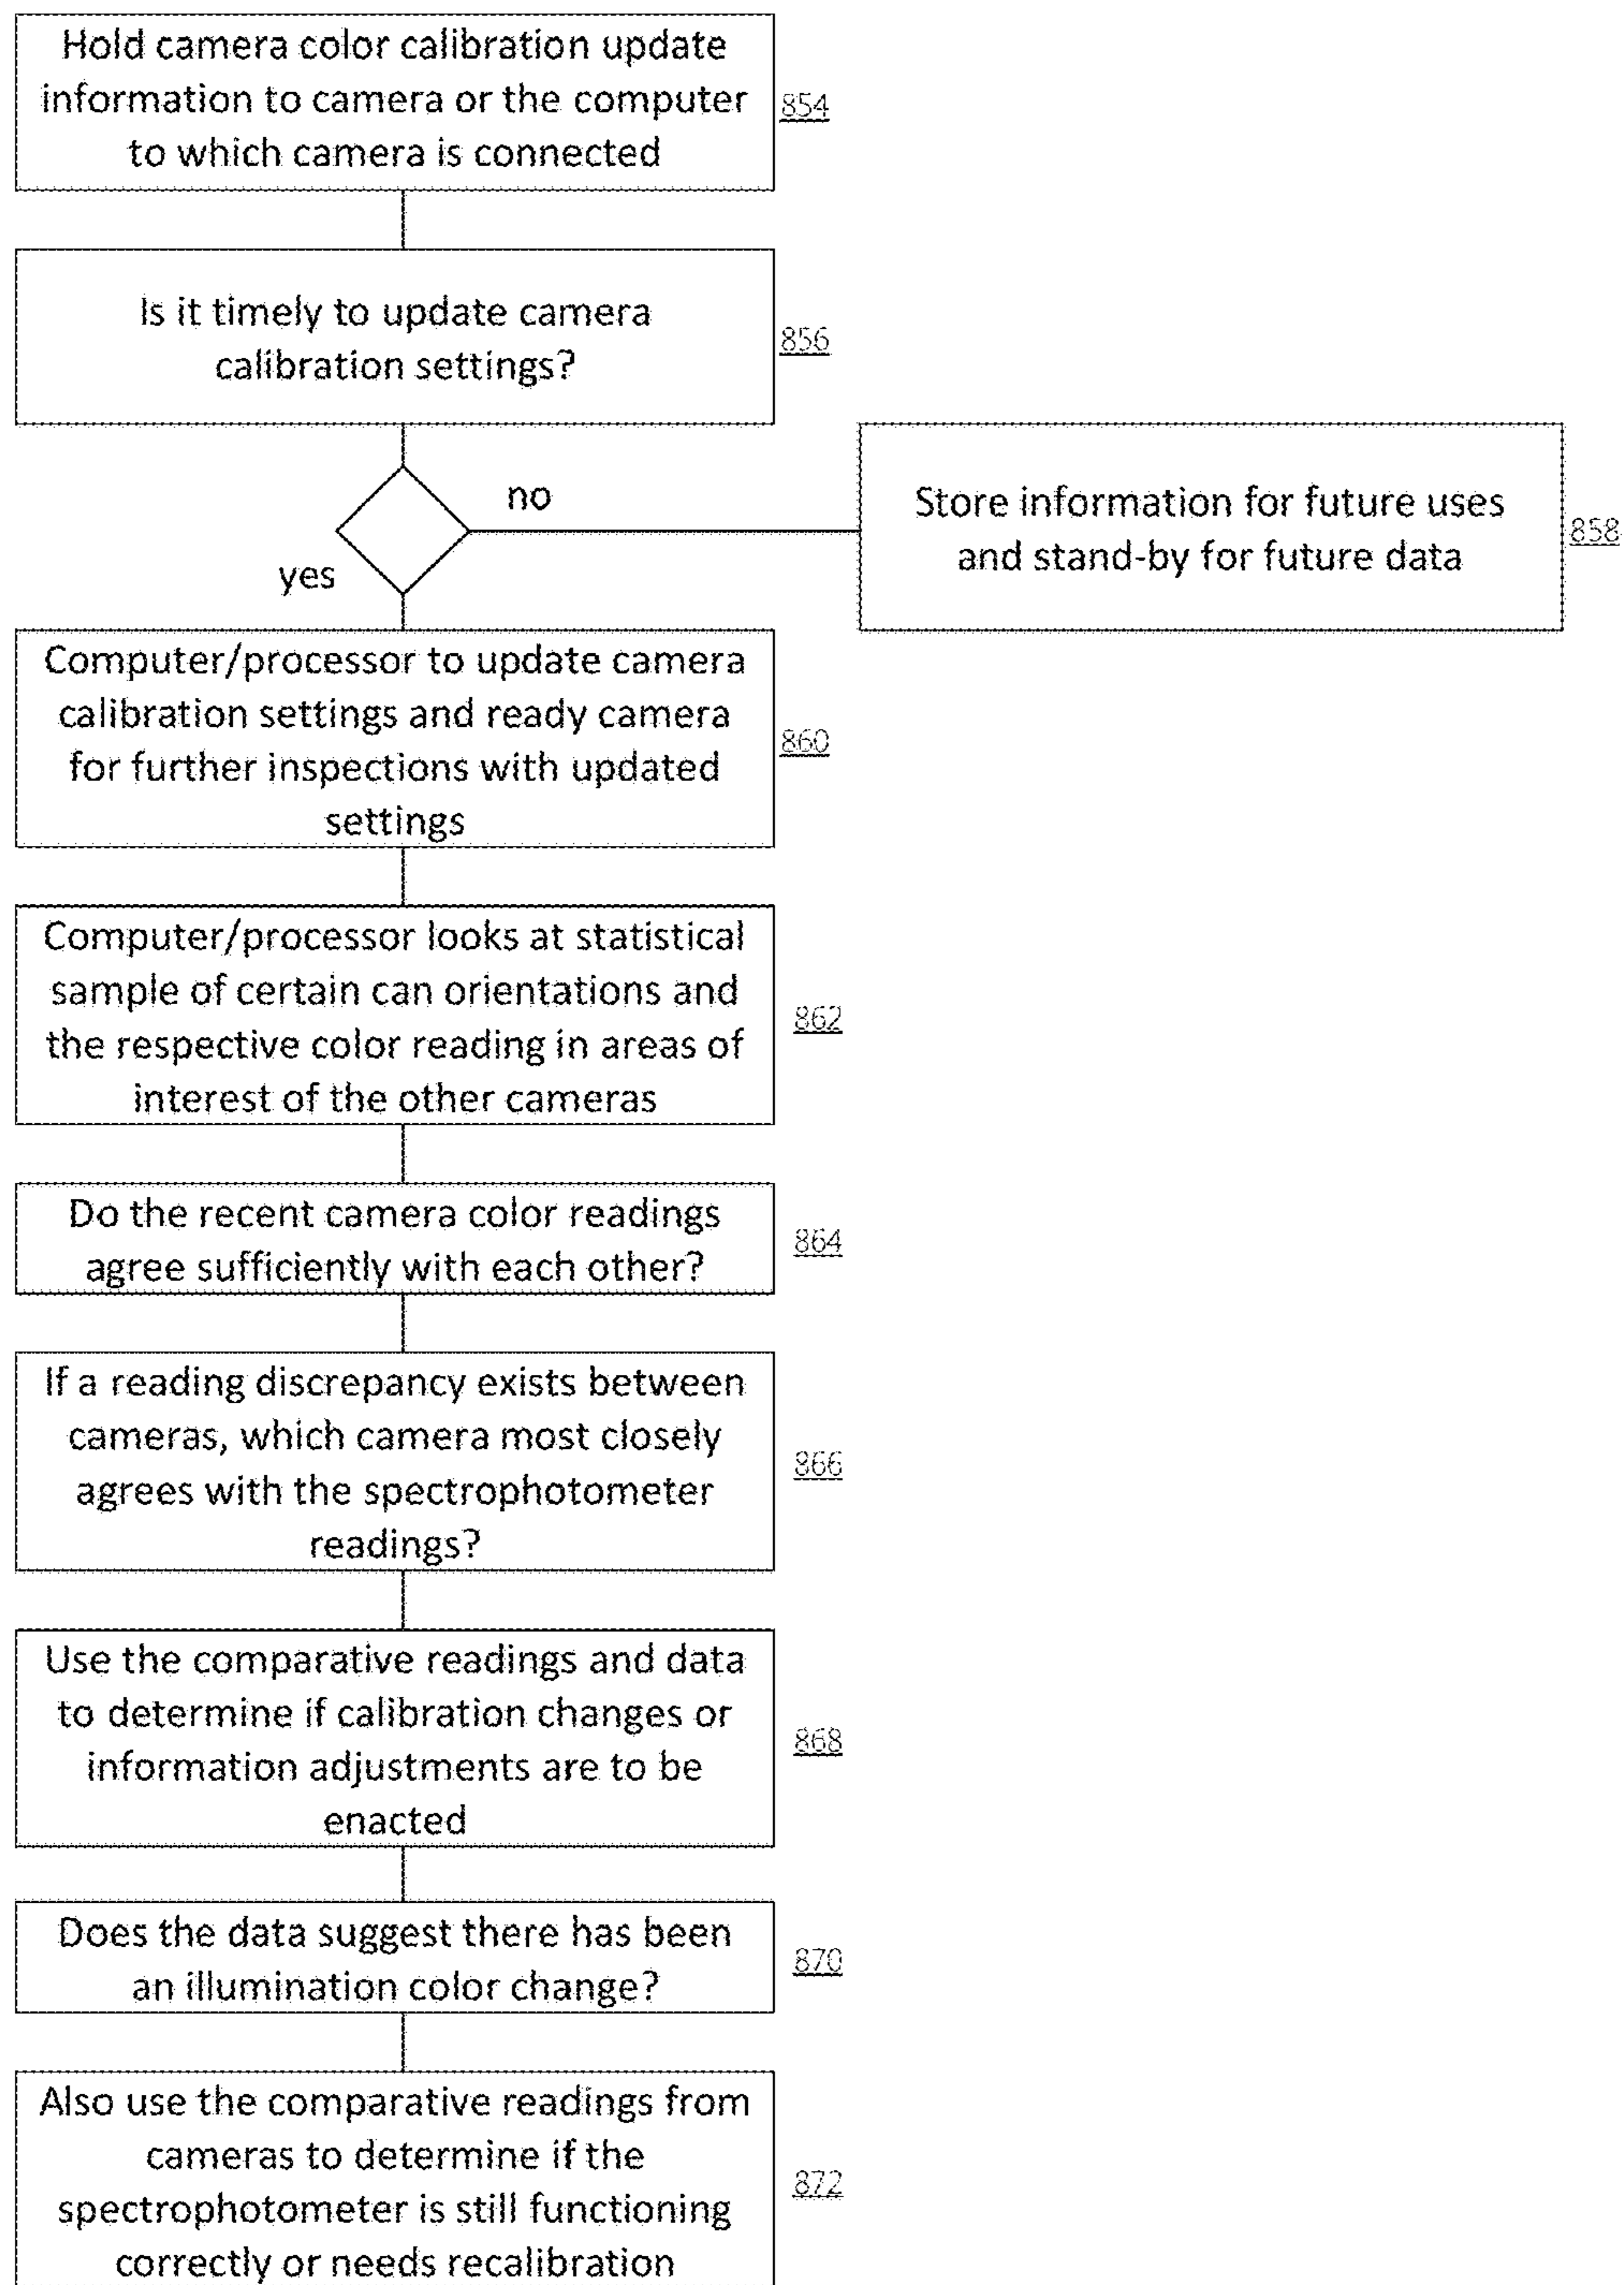 Hold camera color calibration update
information to camera or the computer
to which camera is connected
854
Is it timely to update camera
calibration settings?
856
no
yes
Store information for future uses
and stand-by for future data
858
Computer/processor to update camera
calibration settings and ready camera
for further inspections with updated
settings
860
Computer/processor looks at statistical
sample of certain can orientations and
the respective color reading in areas of
interest of the other cameras
862
Do the recent camera color readings
agree sufficiently with each other?
864
If a reading discrepancy exists between
cameras, which camera most closely
agrees with the spectrophotometer
readings?
866
Use the comparative readings and data
to determine if calibration changes or
information adjustments are to be
enacted
868
Does the data suggest there has been
an illumination color change?
870
Also use the comparative readings from
cameras to determine if the
spectrophotometer is still functioning
correctly or needs recalibration
872